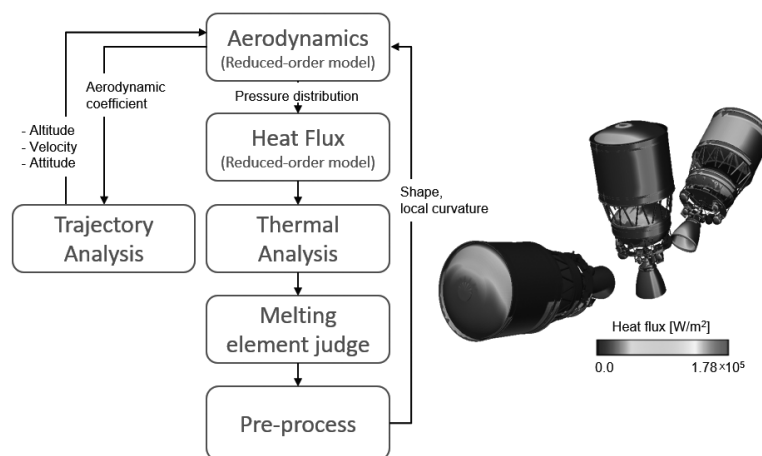 Aerodynamics
(Reduced-order model)
Aerodynamic
coefficient
Pressure distribution
- Altitude
- Velocity
- Attitude
Heat Flux
(Reduced-order model)
Shape,
local curvature
Trajectory
Analysis
Thermal
Analysis
Melting
element judge
Pre-process
Heat flux [W/m²]
0.0
1.78×10⁵